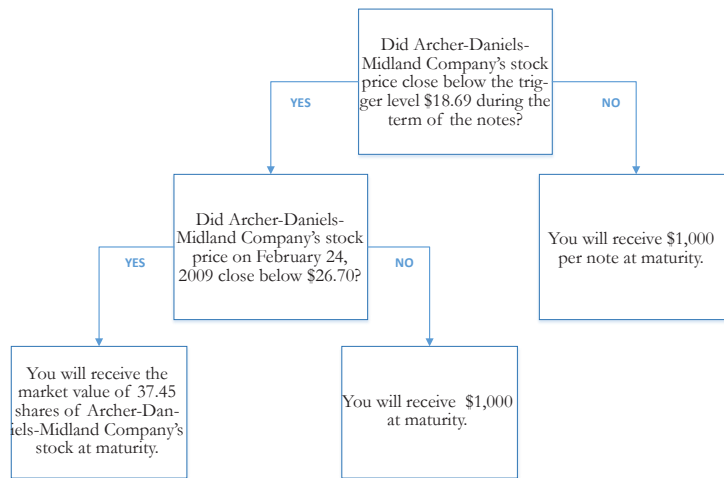 Did Archer-Daniels-
Midland Company's stock
price close below the trig-
ger level $18.69 during the
term of the notes?
YES
NO
Did Archer-Daniels-
Midland Company's stock
price on February 24,
2009 close below $26.70?
You will receive $1,000
per note at maturity.
YES
NO
You will receive the
market value of 37.45
shares of Archer-Dan-
iels-Midland Company's
stock at maturity.
You will receive $1,000
at maturity.